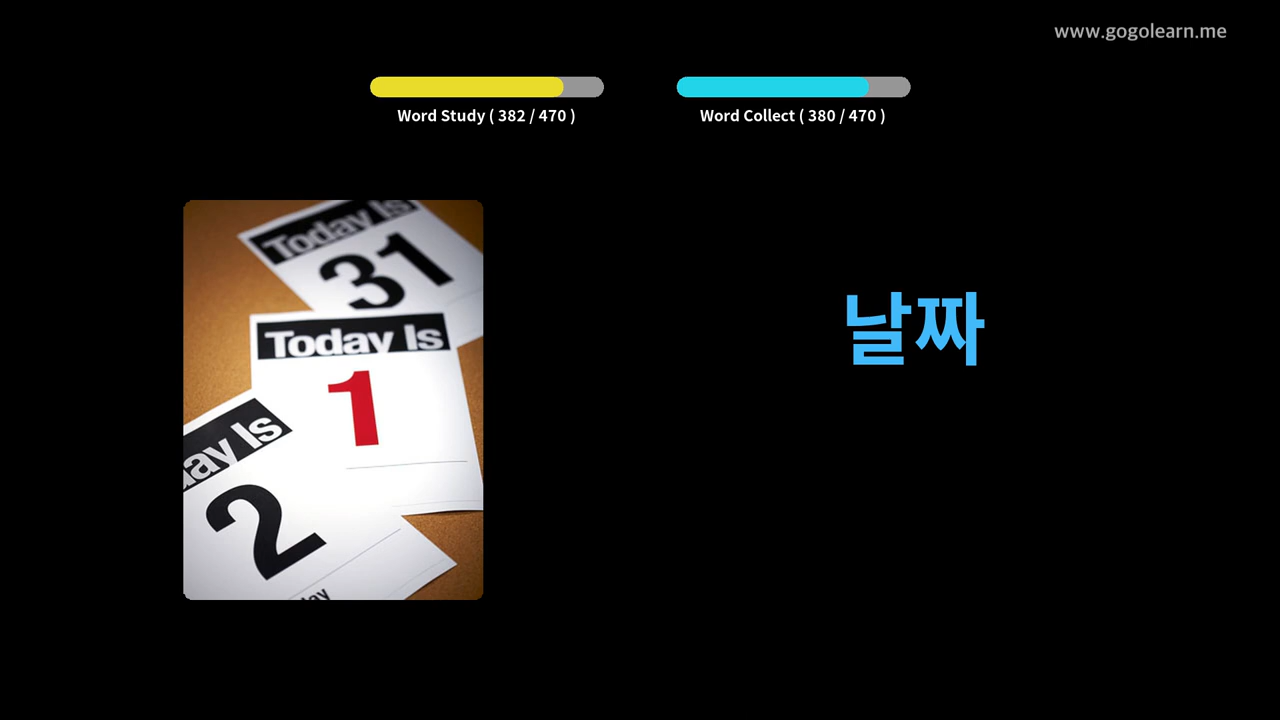 www.gogolearn.me
Word Study ( 382 / 470 )
Word Collect ( 380 / 470 )
Today Is
31
Today Is
1
ay Is
2
날짜